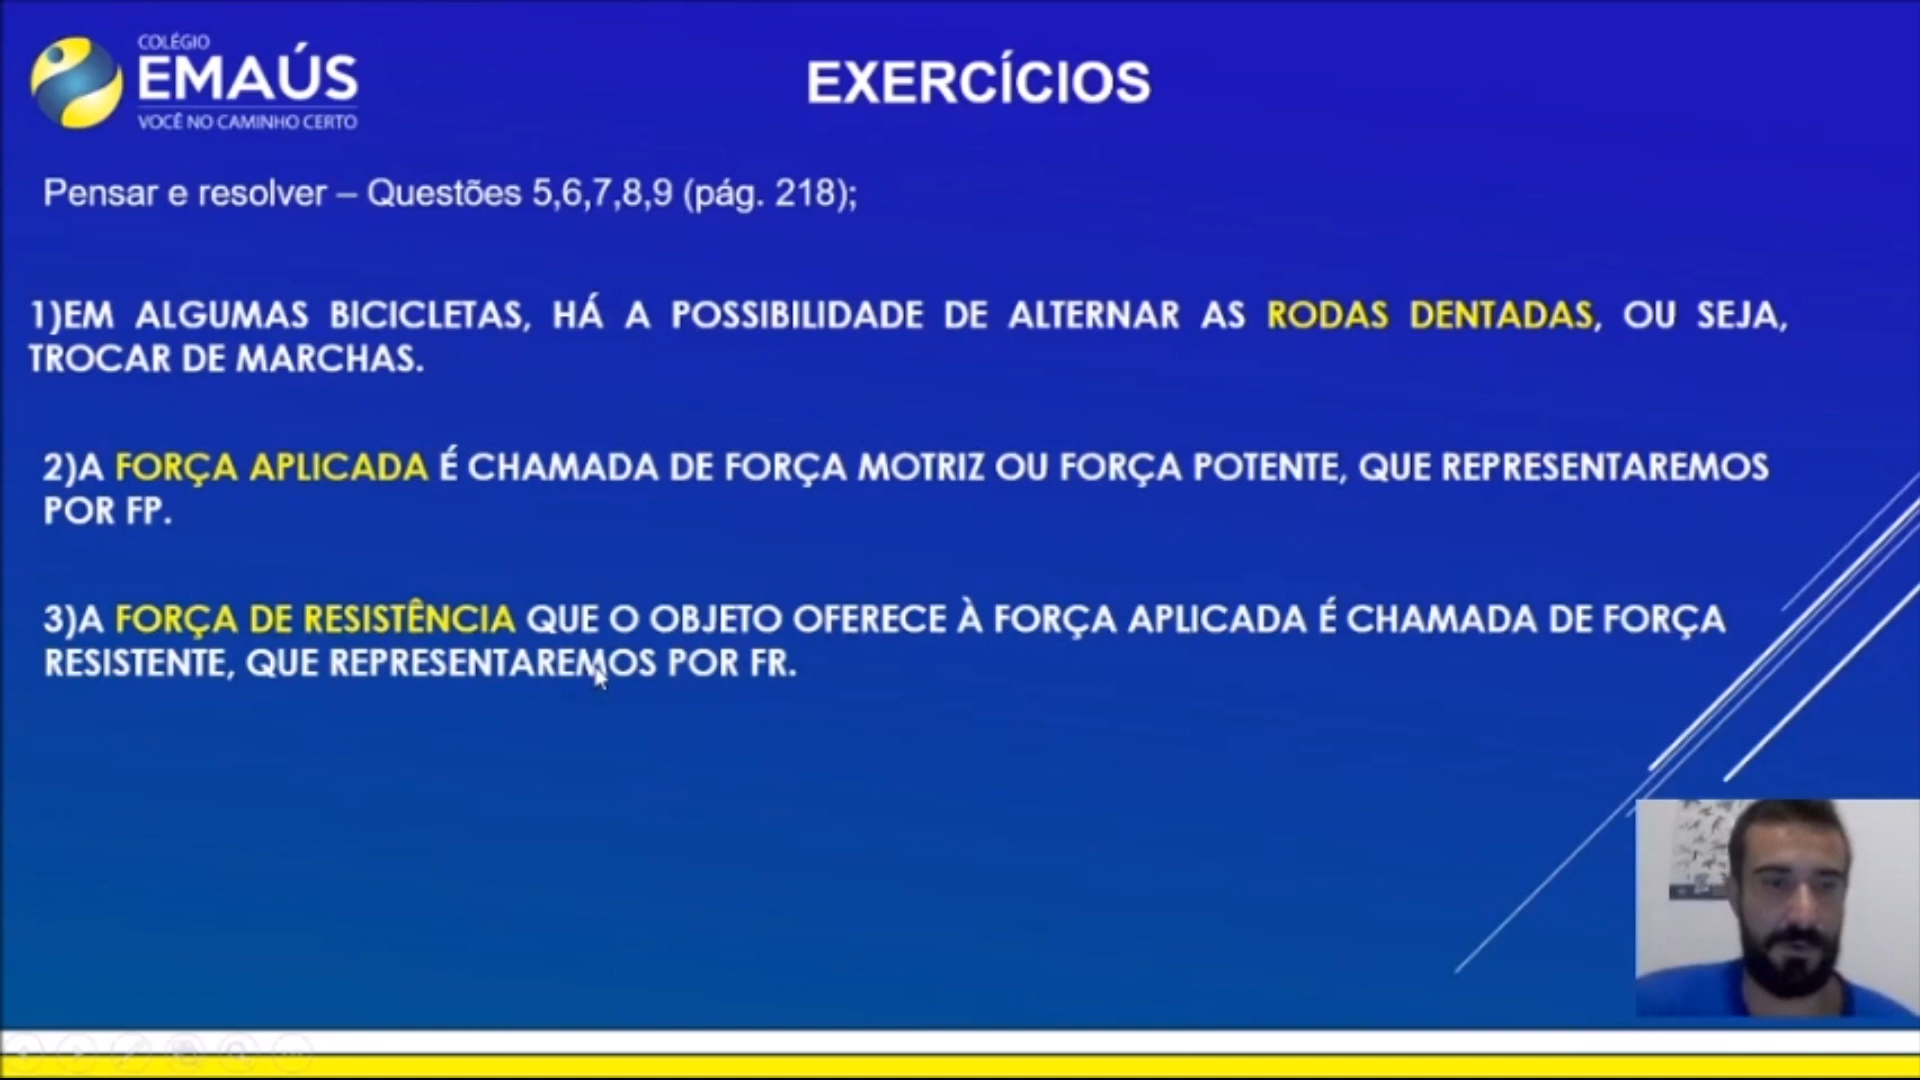 COLÉGIO
EMAÚS
VOCÊ NO CAMINHO CERTO
EXERCÍCIOS
Pensar e resolver – Questões 5,6,7,8,9 (pág. 218);
1)EM ALGUMAS BICICLETAS, HÁ A POSSIBILIDADE DE ALTERNAR AS RODAS DENTADAS, OU SEJA,
TROCAR DE MARCHAS.
2)A FORÇA APLICADA É CHAMADA DE FORÇA MOTRIZ OU FORÇA POTENTE, QUE REPRESENTAREMOS
POR FP.
3)A FORÇA DE RESISTÊNCIA QUE O OBJETO OFERECE À FORÇA APLICADA É CHAMADA DE FORÇA
RESISTENTE, QUE REPRESENTAREMOS POR FR.